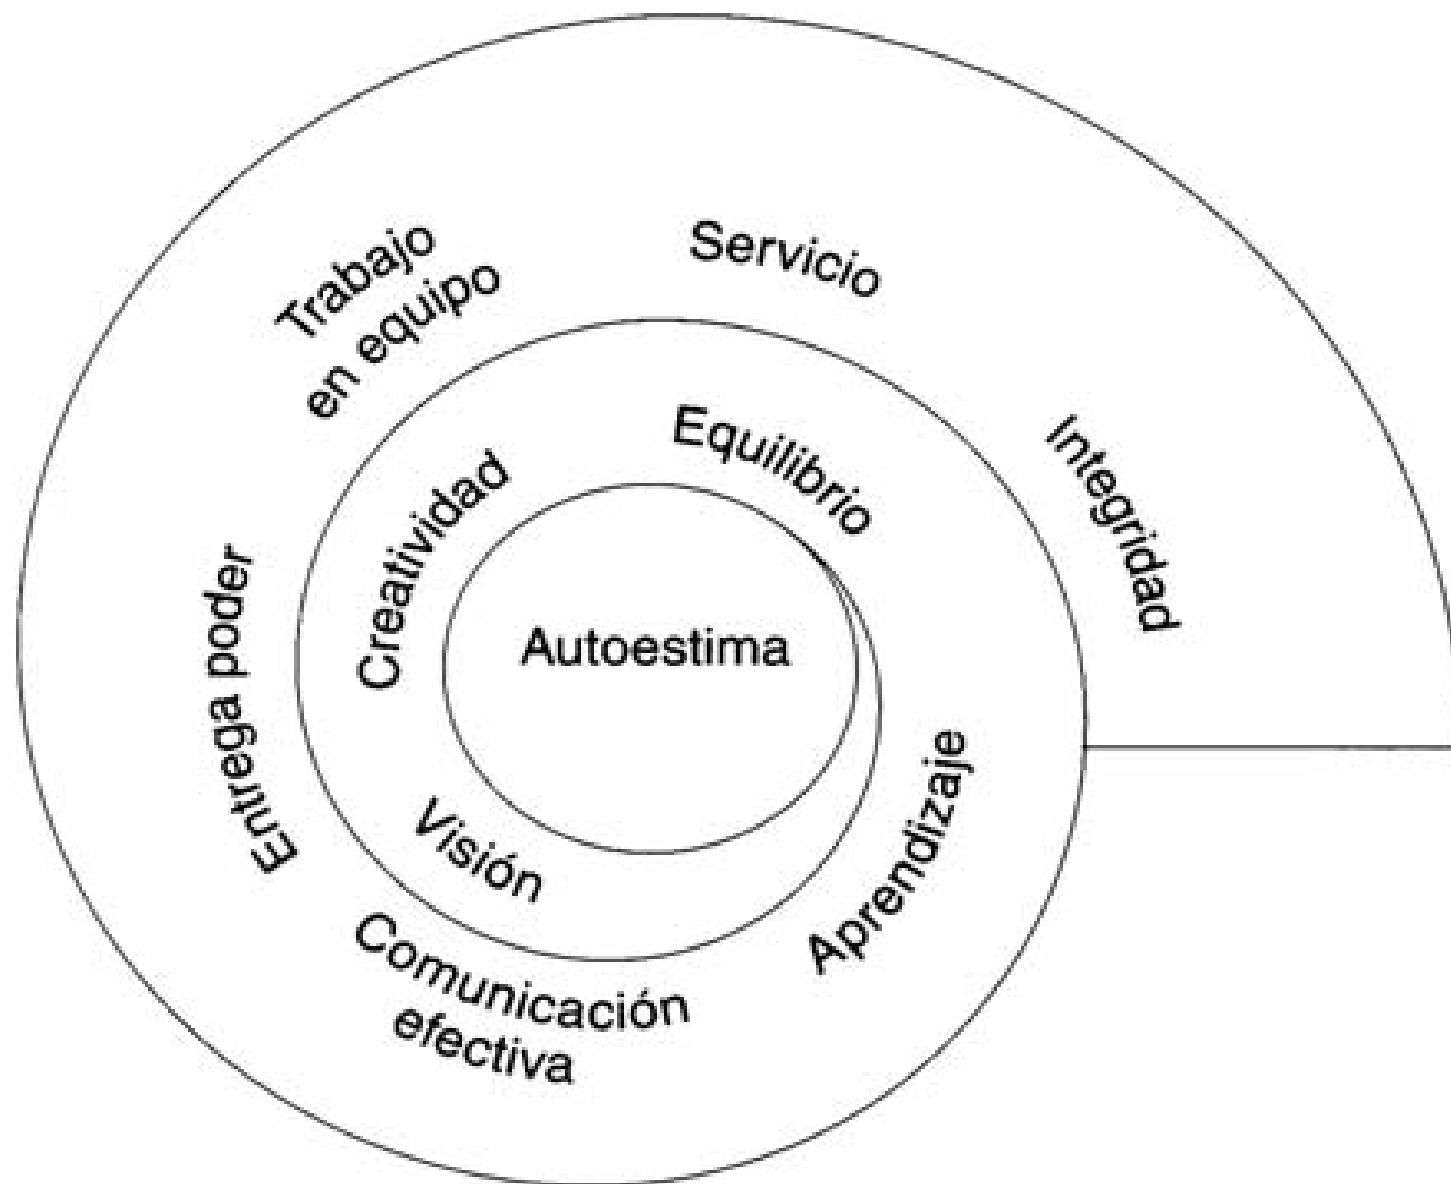 Autoestima
Visión
Creatividad
Equilibrio
Aprendizaje
Comunicación
efectiva
Entrega poder
Trabajo
en equipo
Servicio
Integridad